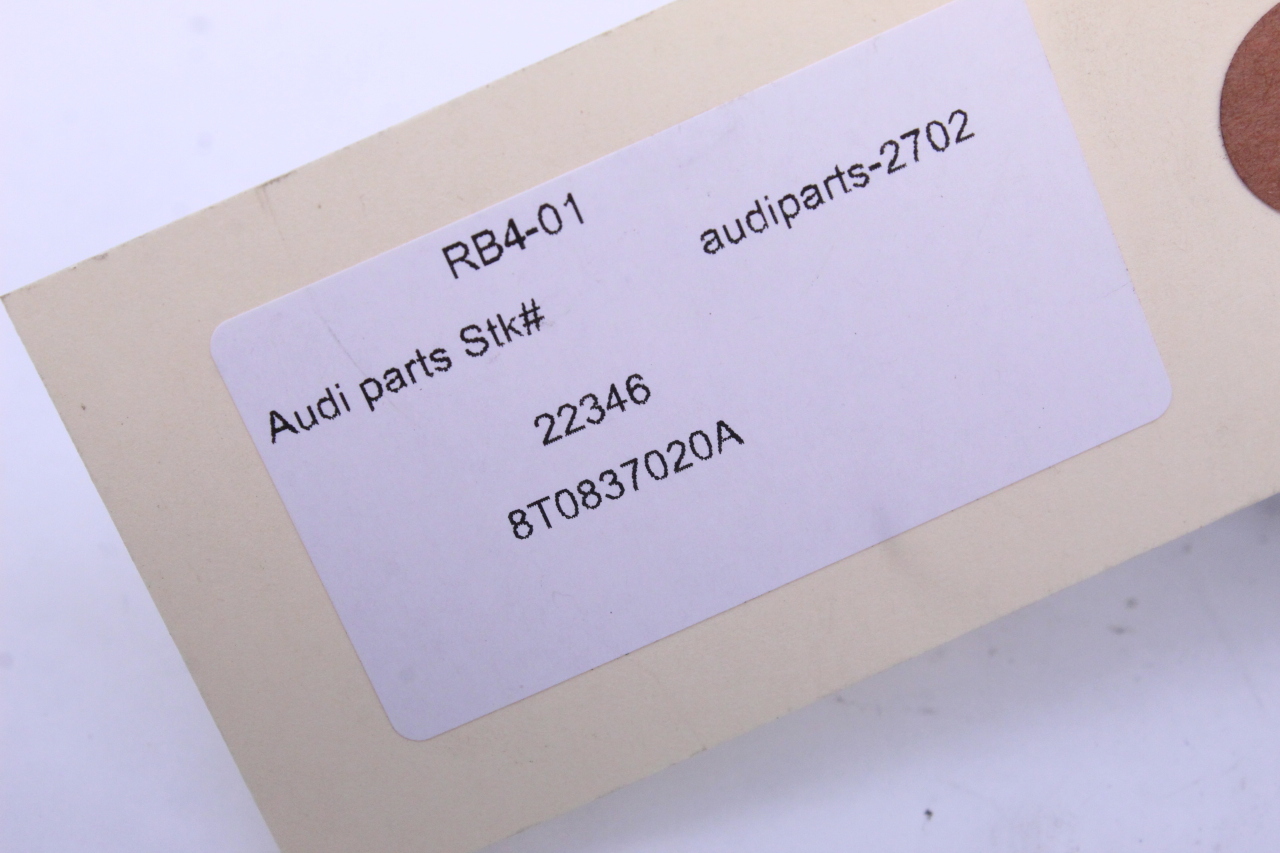 RB4-01 audiparts-2702
Audi parts Stk#
22346
8T0837020A